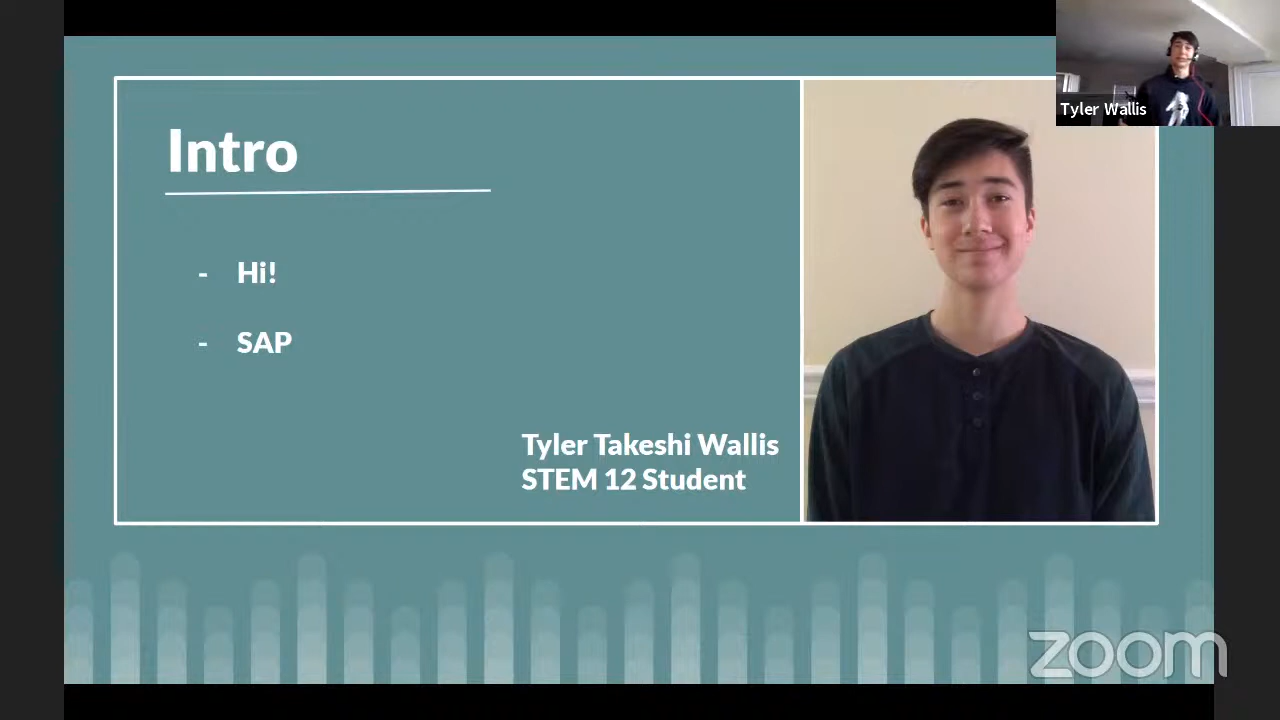 Tyler Wallis
Intro
- Hi!
- SAP
Tyler Takeshi Wallis
STEM 12 Student
zoom